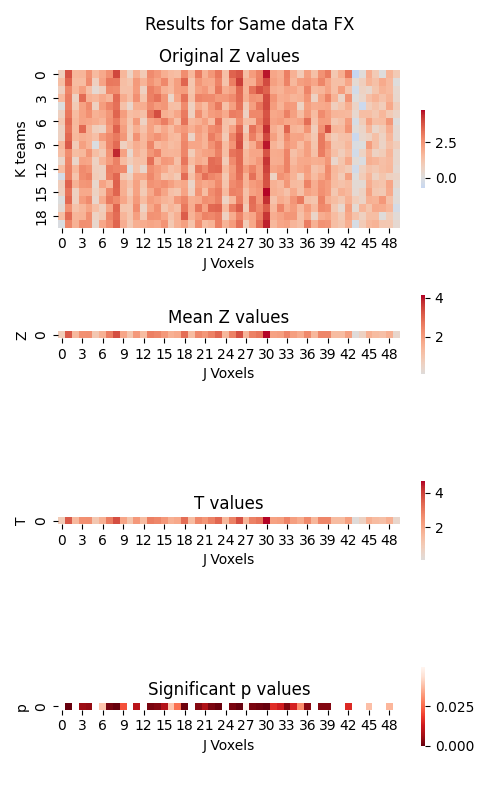 Results for Same data FX
Original Z values
K teams
0
3
6
9
12
15
18
0 3 6 9 12 15 18 21 24 27 30 33 36 39 42 45 48
J Voxels
2.5
0.0
Mean Z values
Z
0
0 3 6 9 12 15 18 21 24 27 30 33 36 39 42 45 48
J Voxels
4
2
T values
T
0
0 3 6 9 12 15 18 21 24 27 30 33 36 39 42 45 48
J Voxels
4
2
Significant p values
p
0
0 3 6 9 12 15 18 21 24 27 30 33 36 39 42 45 48
J Voxels
0.025
0.000